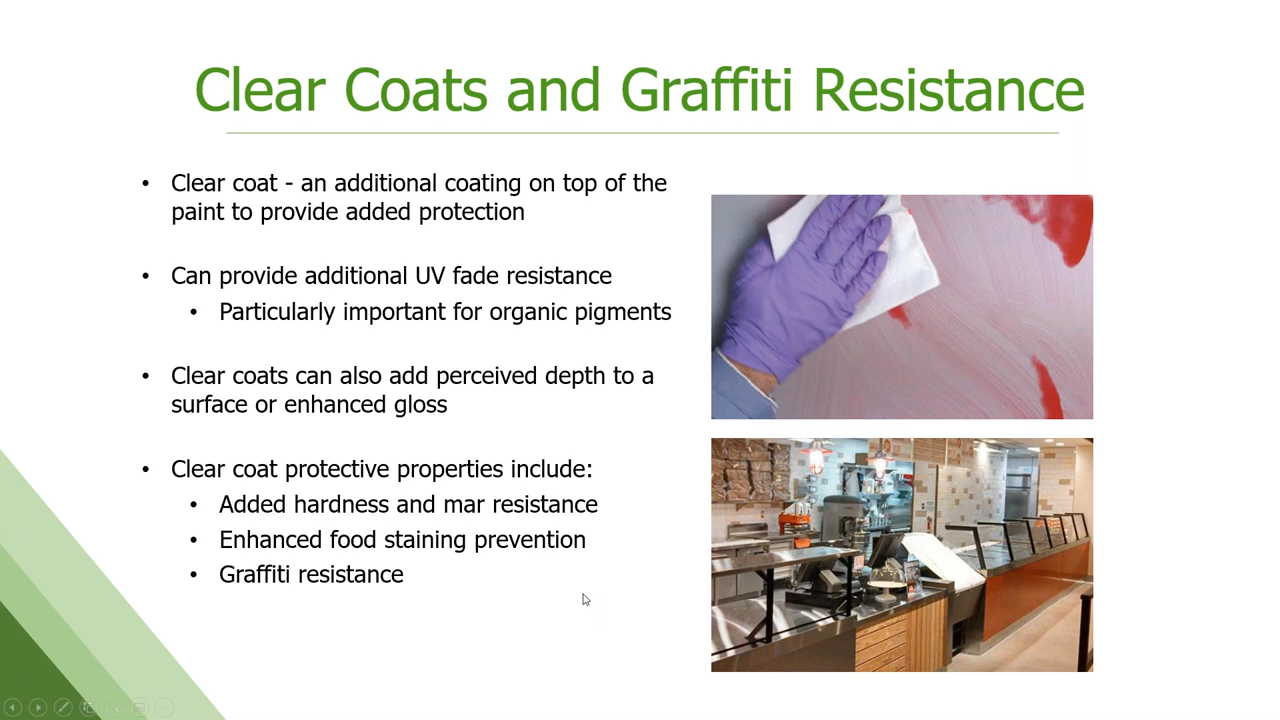 Clear Coats and Graffiti Resistance
• Clear coat - an additional coating on top of the
paint to provide added protection
• Can provide additional UV fade resistance
• Particularly important for organic pigments
• Clear coats can also add perceived depth to a
surface or enhanced gloss
• Clear coat protective properties include:
• Added hardness and mar resistance
• Enhanced food staining prevention
• Graffiti resistance